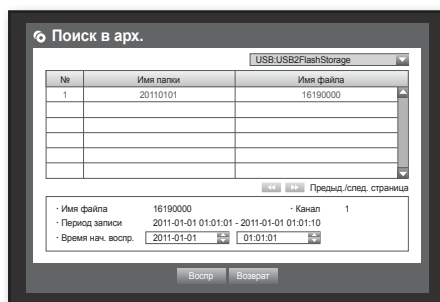 Поиск в арх.
USB:USB2FlashStorage
№ Имя папки Имя файла
1 20110101 16190000
Предыд./след. страница
· Имя файла 16190000 · Канал 1
· Период записи 2011-01-01 01:01:01 - 2011-01-01 01:01:10
· Время нач. воспр. 2011-01-01 01:01:01
Воспр Возврат